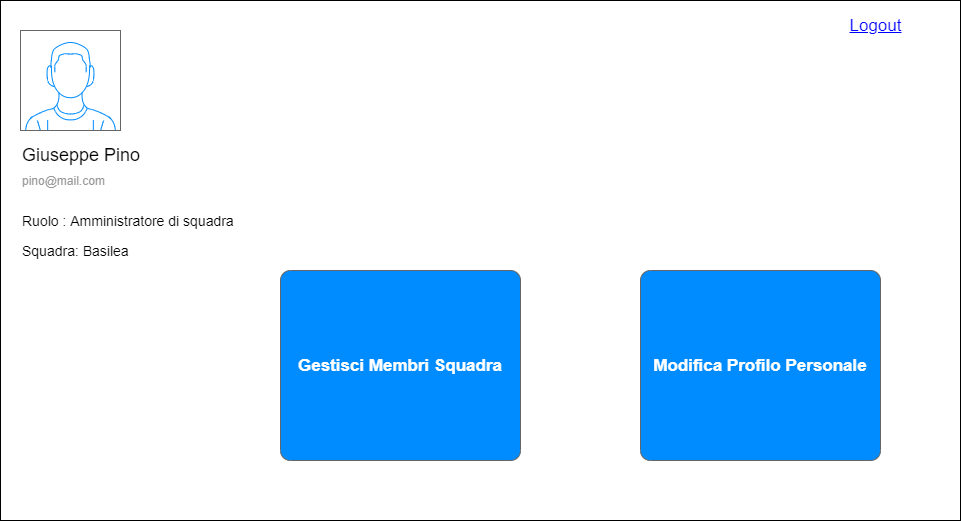 Logout
Giuseppe Pino
pino@mail.com
Ruolo : Amministratore di squadra
Squadra: Basilea
Gestisci Membri Squadra
Modifica Profilo Personale